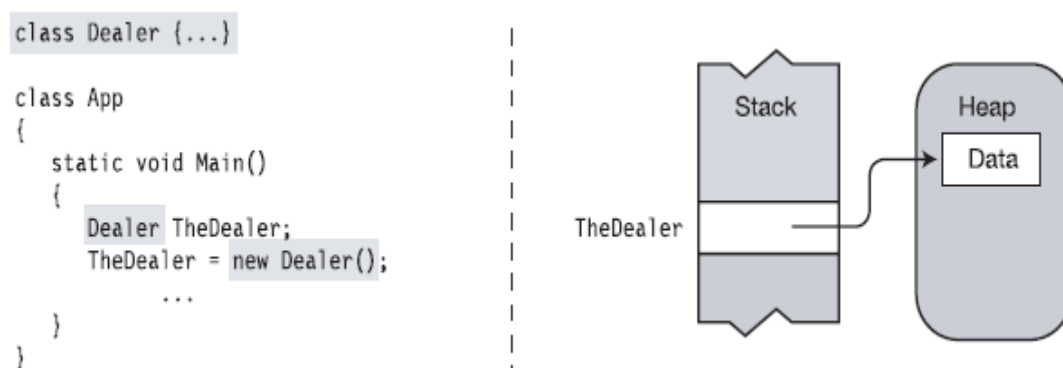 class Dealer {...}
class App
{
static void Main()
{
Dealer TheDealer;
TheDealer = new Dealer();
...
}
}
Stack
Heap
Data
TheDealer